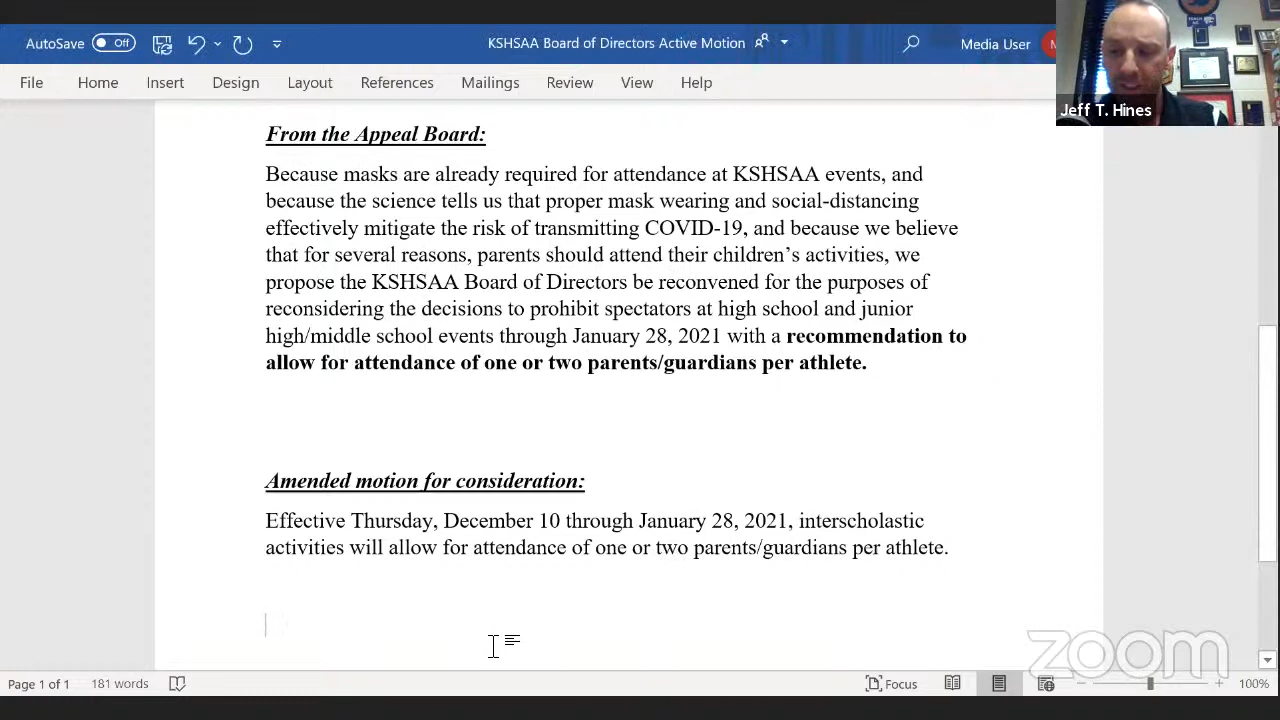 AutoSave Off KSHSAA Board of Directors Active Motion Media User
File Home Insert Design Layout References Mailings Review View Help
Jeff T. Hines
From the Appeal Board:
Because masks are already required for attendance at KSHSAA events, and
because the science tells us that proper mask wearing and social-distancing
effectively mitigate the risk of transmitting COVID-19, and because we believe
that for several reasons, parents should attend their children’s activities, we
propose the KSHSAA Board of Directors be reconvened for the purposes of
reconsidering the decisions to prohibit spectators at high school and junior
high/middle school events through January 28, 2021 with a recommendation to
allow for attendance of one or two parents/guardians per athlete.
Amended motion for consideration:
Effective Thursday, December 10 through January 28, 2021, interscholastic
activities will allow for attendance of one or two parents/guardians per athlete.
zoom
Page 1 of 1 181 words Focus 100%